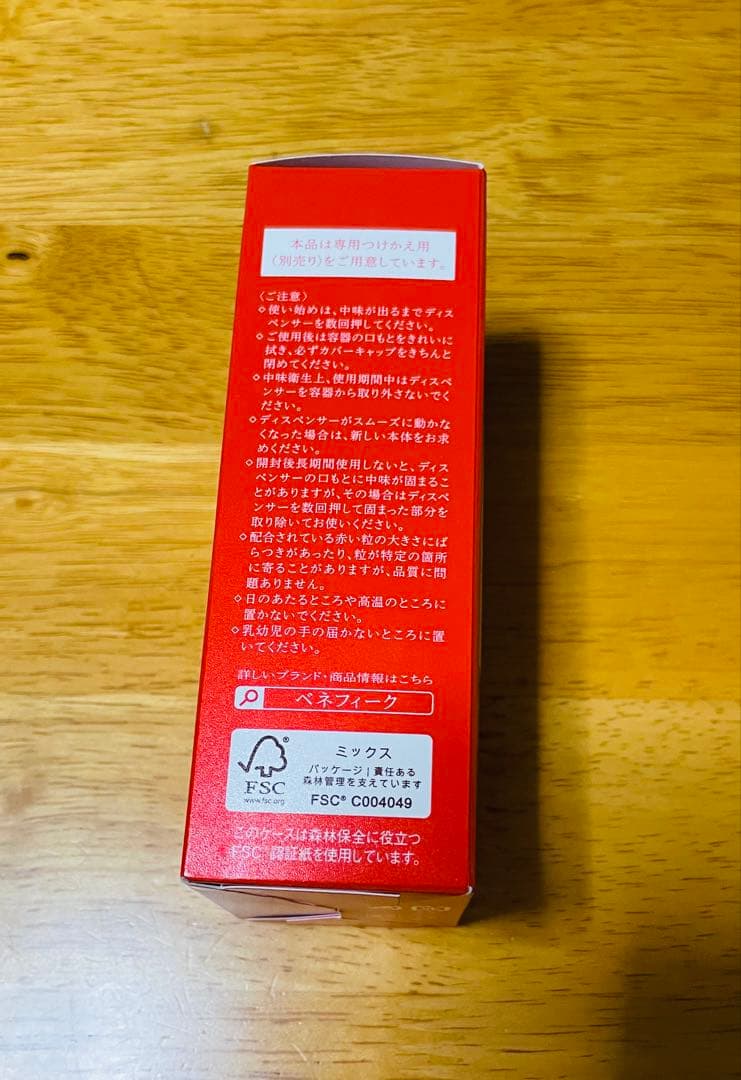 本品は専用つけかえ用
〈別売り〉をご用意しています。
〈ご注意〉
◇使い始めは、中味が出るまでディス
ペンサーを数回押してください。
◇ご使用後は容器の口もとをきれいに
拭き、必ずカバーキャップをきちんと
閉めてください。
◇中味衛生上、使用期間中はディスペ
ンサーを容器から取り外さないでく
ださい。
◇ディスペンサーがスムーズに動かな
くなった場合は、新しい本体をお求
めください。
◇開封後長期間使用しないと、ディス
ペンサーの口もとに中味が固まるこ
とがありますが、その場合はディスペ
ンサーを数回押して固まった部分を
取り除いてお使いください。
◇配合されている赤い粒の大きさにば
らつきがあったり、粒が特定の箇所
に寄ることがありますが、品質に問
題ありません。
◇日のあたるところや高温のところに
置かないでください。
◇乳幼児の手の届かないところに置
いてください。
詳しいブランド・商品情報はこちら
ベネフィーク
FSC®
www.fsc.org
ミックス
パッケージ|責任ある
森林管理を支えています
FSC® C004049
このケースは森林保全に役立つ
FSC®認証紙を使用しています。